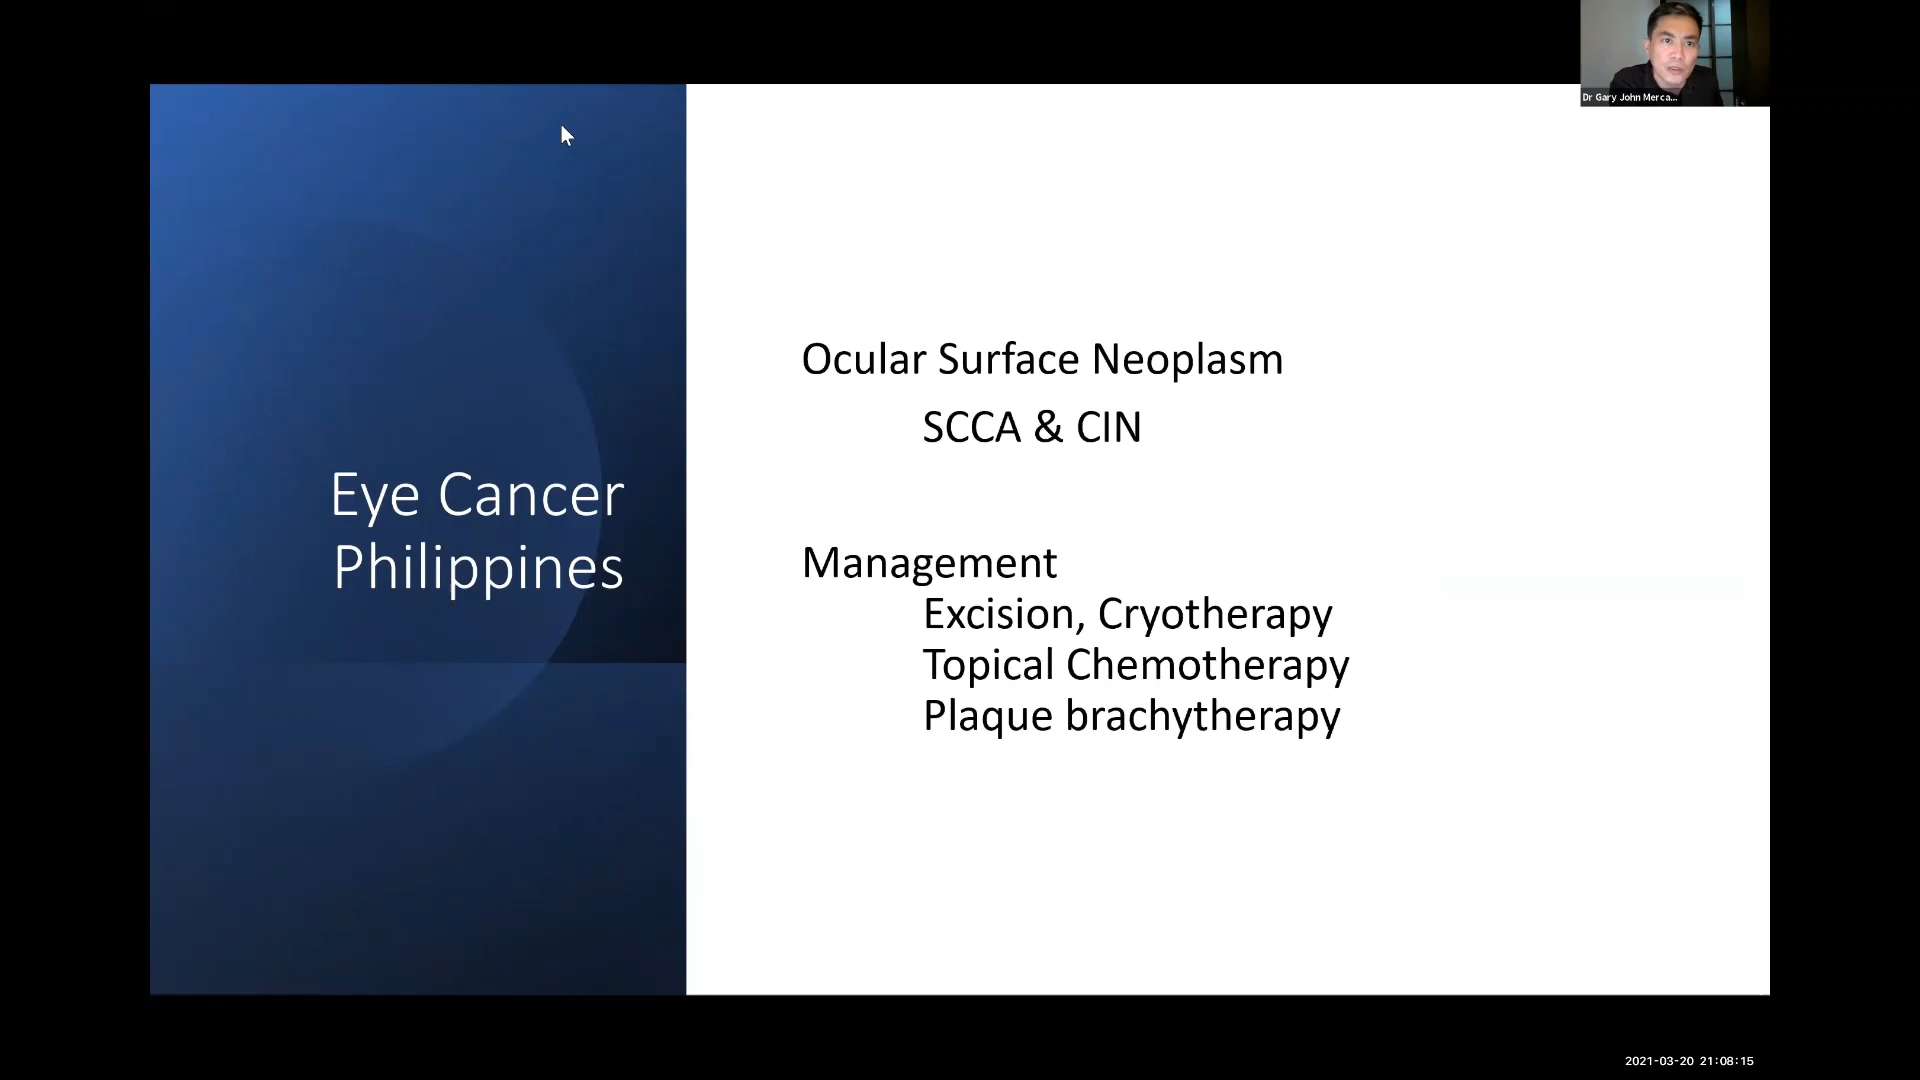 Dr Gary John Merca...
Eye Cancer
Philippines
Ocular Surface Neoplasm
SCCA & CIN
Management
Excision, Cryotherapy
Topical Chemotherapy
Plaque brachytherapy
2021-03-20 21:08:15